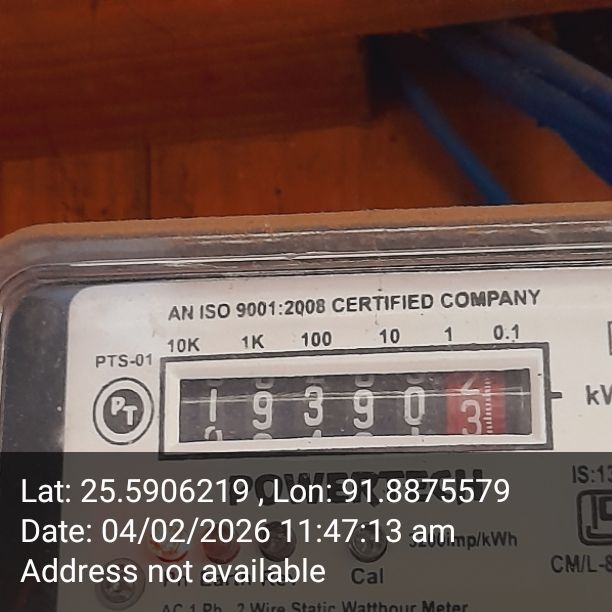 AN ISO 9001:2008 CERTIFIED COMPANY
10K 1K 100 10 1 0.1
PTS-01
PT
1 9 3 9 0 3
POWERTECH
IS:13
3200imp/kWh
Cal
CM/L-8
AC 1 Ph., 2 Wire Static Watthour Meter
Lat: 25.5906219 , Lon: 91.8875579
Date: 04/02/2026 11:47:13 am
Address not available